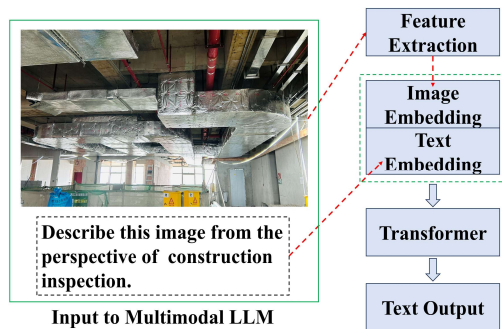 Describe this image from the
perspective of construction
inspection.
Input to Multimodal LLM
Feature
Extraction
Image
Embedding
Text
Embedding
Transformer
Text Output